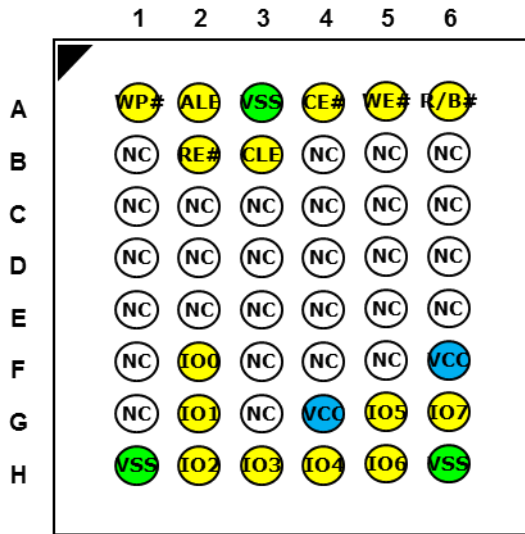 1 2 3 4 5 6
A WP# ALE VSS CE# WE# R/B#
B NC RE# CLE NC NC NC
C NC NC NC NC NC NC
D NC NC NC NC NC NC
E NC NC NC NC NC NC
F NC IO0 NC NC NC VCC
G NC IO1 NC VCC IO5 IO7
H VSS IO2 IO3 IO4 IO6 VSS